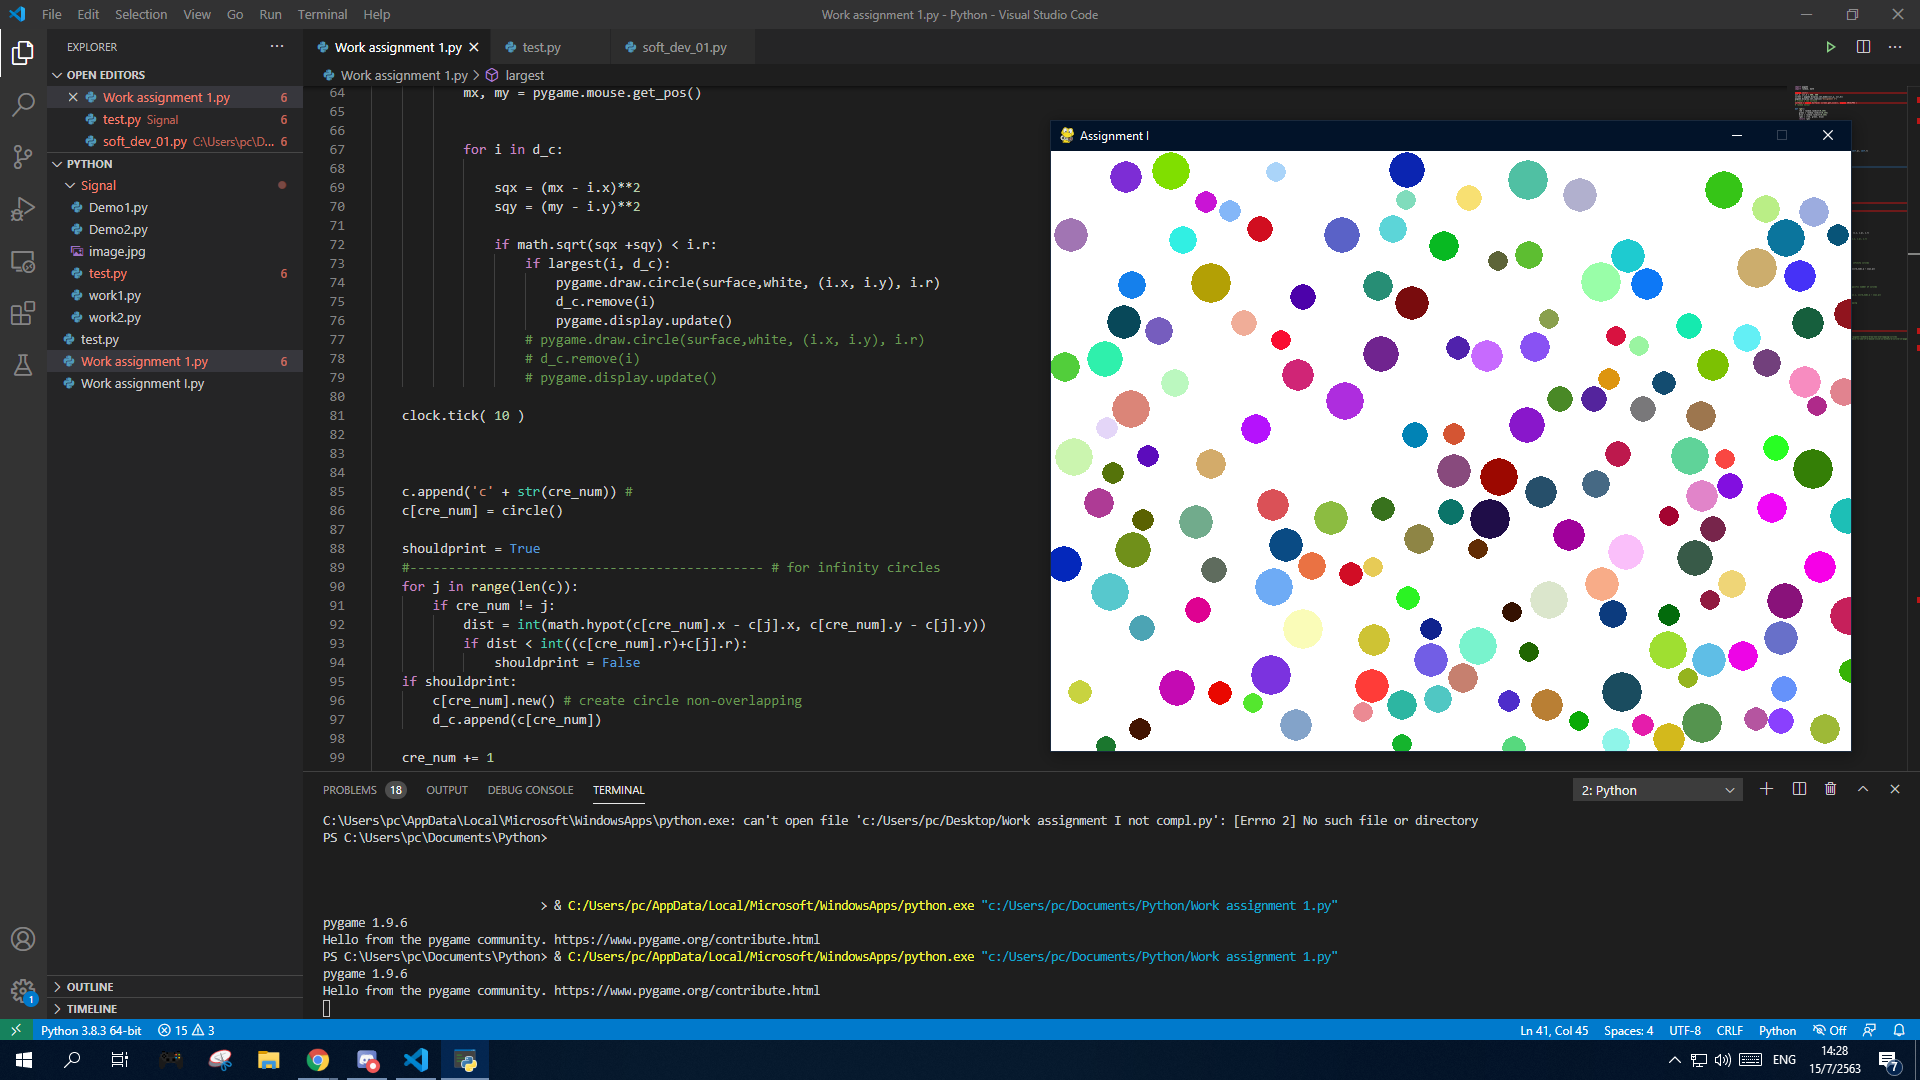 File Edit Selection View Go Run Terminal Help
Work assignment 1.py - Python - Visual Studio Code
EXPLORER
OPEN EDITORS
Work assignment 1.py 6
test.py Signal 6
soft_dev_01.py C:\Users\pc\D... 6
PYTHON
Signal
Demo1.py
Demo2.py
image.jpg
test.py 6
work1.py
work2.py
test.py
Work assignment 1.py 6
Work assignment I.py
OUTLINE
TIMELINE
Work assignment 1.py test.py soft_dev_01.py
Work assignment 1.py > largest
64 mx, my = pygame.mouse.get_pos()
65
66
67 for i in d_c:
68
69 sqx = (mx - i.x)**2
70 sqy = (my - i.y)**2
71
72 if math.sqrt(sqx +sqy) < i.r:
73 if largest(i, d_c):
74 pygame.draw.circle(surface,white, (i.x, i.y), i.r)
75 d_c.remove(i)
76 pygame.display.update()
77 # pygame.draw.circle(surface,white, (i.x, i.y), i.r)
78 # d_c.remove(i)
79 # pygame.display.update()
80
81 clock.tick( 10 )
82
83
84
85 c.append('c' + str(cre_num)) #
86 c[cre_num] = circle()
87
88 shouldprint = True
89 #---------------------------------------------- # for infinity circles
90 for j in range(len(c)):
91 if cre_num != j:
92 dist = int(math.hypot(c[cre_num].x - c[j].x, c[cre_num].y - c[j].y))
93 if dist < int((c[cre_num].r)+c[j].r):
94 shouldprint = False
95 if shouldprint:
96 c[cre_num].new() # create circle non-overlapping
97 d_c.append(c[cre_num])
98
99 cre_num += 1
Assignment I
PROBLEMS 18 OUTPUT DEBUG CONSOLE TERMINAL
2: Python
C:\Users\pc\AppData\Local\Microsoft\WindowsApps\python.exe: can't open file 'c:/Users/pc/Desktop/Work assignment I not compl.py': [Errno 2] No such file or directory
PS C:\Users\pc\Documents\Python>
> & C:/Users/pc/AppData/Local/Microsoft/WindowsApps/python.exe "c:/Users/pc/Documents/Python/Work assignment 1.py"
pygame 1.9.6
Hello from the pygame community. https://www.pygame.org/contribute.html
PS C:\Users\pc\Documents\Python> & C:/Users/pc/AppData/Local/Microsoft/WindowsApps/python.exe "c:/Users/pc/Documents/Python/Work assignment 1.py"
pygame 1.9.6
Hello from the pygame community. https://www.pygame.org/contribute.html
1
Python 3.8.3 64-bit 15 3
Ln 41, Col 45 Spaces: 4 UTF-8 CRLF Python Off
ENG
14:28
15/7/2563
7